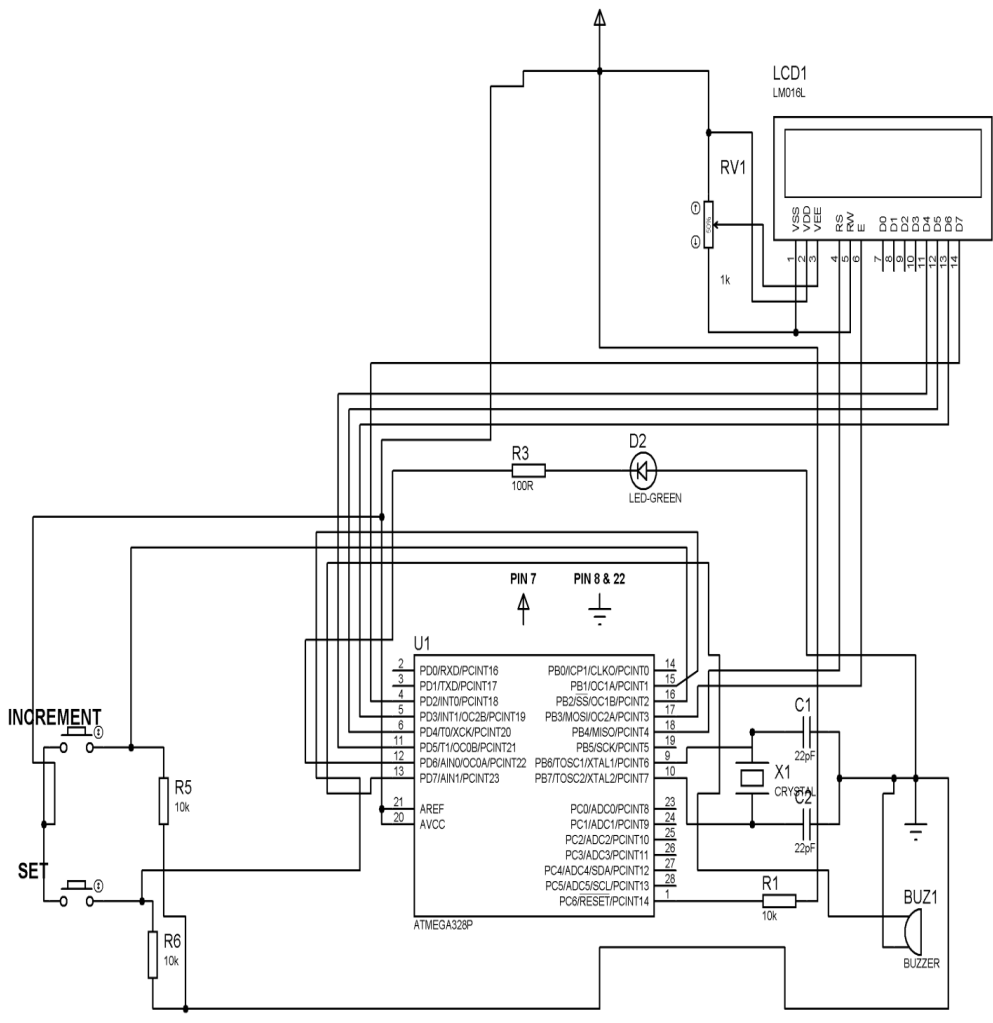 LCD1
LM016L
RV1
50%
1k
VSS
VDD
VEE
RS
RW
E
D0
D1
D2
D3
D4
D5
D6
D7
1
2
3
4
5
6
7
8
9
10
11
12
13
14
R3
100R
D2
LED-GREEN
PIN 7
PIN 8 & 22
U1
2 PD0/RXD/PCINT16 PB0/ICP1/CLKO/PCINT0 14
3 PD1/TXD/PCINT17 PB1/OC1A/PCINT1 15
4 PD2/INT0/PCINT18 PB2/SS/OC1B/PCINT2 16
5 PD3/INT1/OC2B/PCINT19 PB3/MOSI/OC2A/PCINT3 17
6 PD4/T0/XCK/PCINT20 PB4/MISO/PCINT4 18
11 PD5/T1/OC0B/PCINT21 PB5/SCK/PCINT5 19
12 PD6/AIN0/OC0A/PCINT22 PB6/TOSC1/XTAL1/PCINT6 9
13 PD7/AIN1/PCINT23 PB7/TOSC2/XTAL2/PCINT7 10
21 AREF PC0/ADC0/PCINT8 23
20 AVCC PC1/ADC1/PCINT9 24
PC2/ADC2/PCINT10 25
PC3/ADC3/PCINT11 26
PC4/ADC4/SDA/PCINT12 27
PC5/ADC5/SCL/PCINT13 28
PC6/RESET/PCINT14 1
ATMEGA328P
INCREMENT
R5
10k
SET
R6
10k
C1
22pF
X1
CRYSTAL
C2
22pF
R1
10k
BUZ1
BUZZER